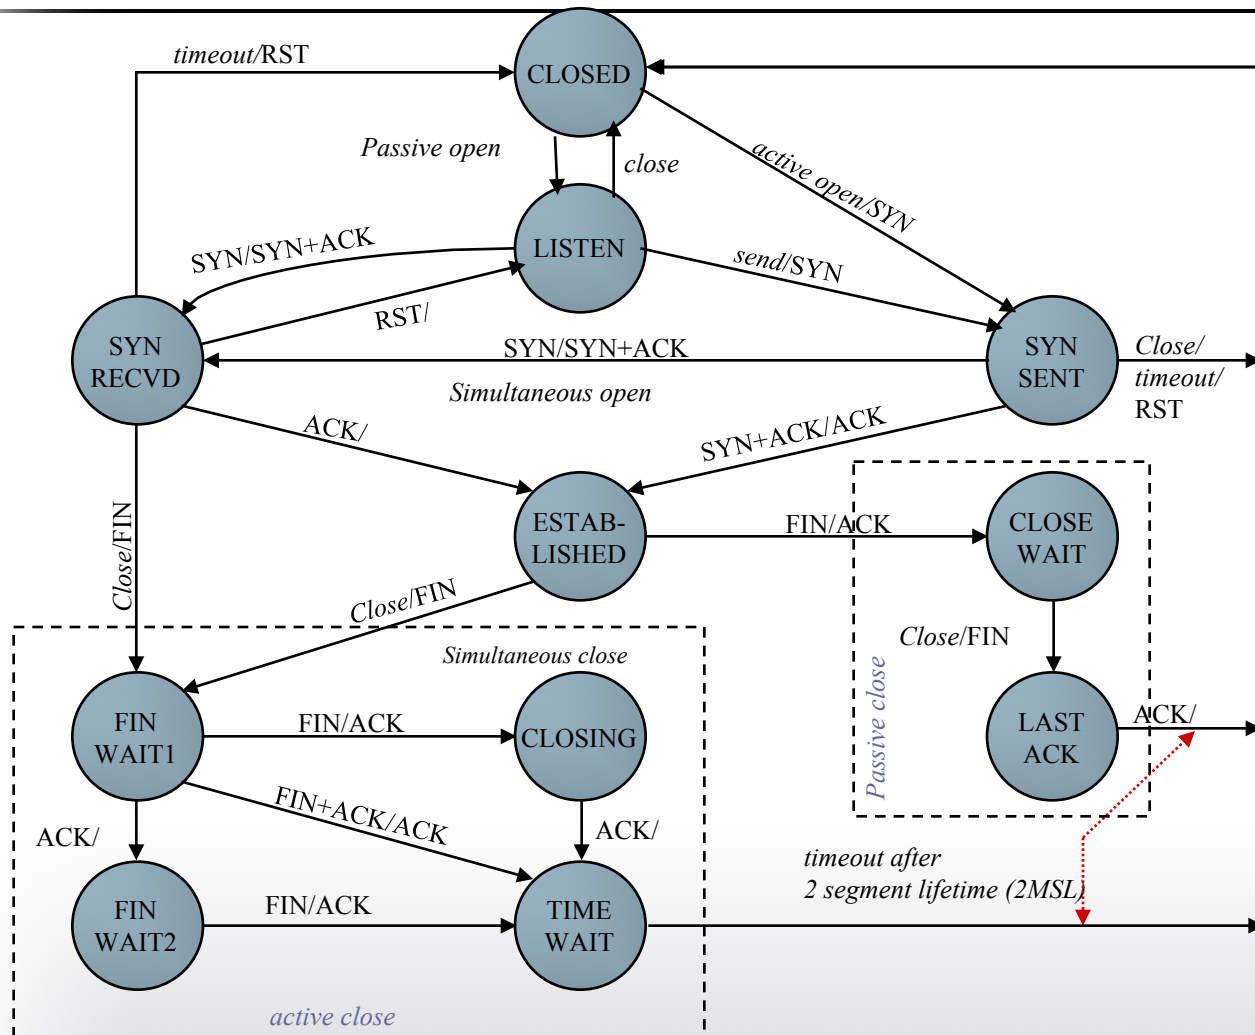 timeout/RST
CLOSED
Passive open
close
active open/SYN
SYN/SYN+ACK
LISTEN
send/SYN
RST/
SYN
RECVD
SYN/SYN+ACK
Simultaneous open
SYN
SENT
Close/
timeout/
RST
ACK/
SYN+ACK/ACK
Close/FIN
ESTAB-
LISHED
FIN/ACK
CLOSE
WAIT
Close/FIN
Close/FIN
Simultaneous close
Passive close
FIN
WAIT1
FIN/ACK
CLOSING
LAST
ACK
ACK/
FIN+ACK/ACK
ACK/
ACK/
timeout after
2 segment lifetime (2MSL)
FIN
WAIT2
FIN/ACK
TIME
WAIT
active close